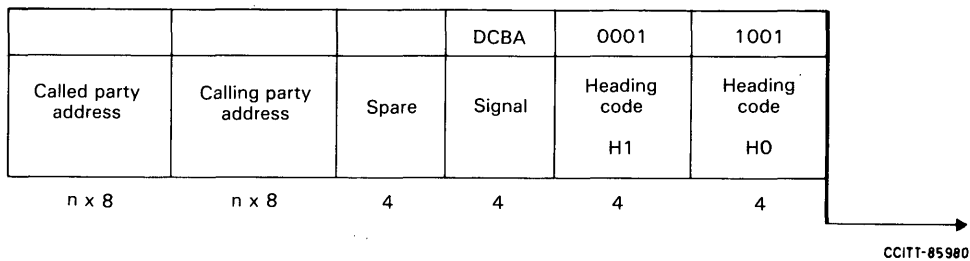 DCBA 0001 1001
Called party address
Calling party address
Spare
Signal
Heading code H1
Heading code H0
n x 8 n x 8 4 4 4 4
CCITT-85980